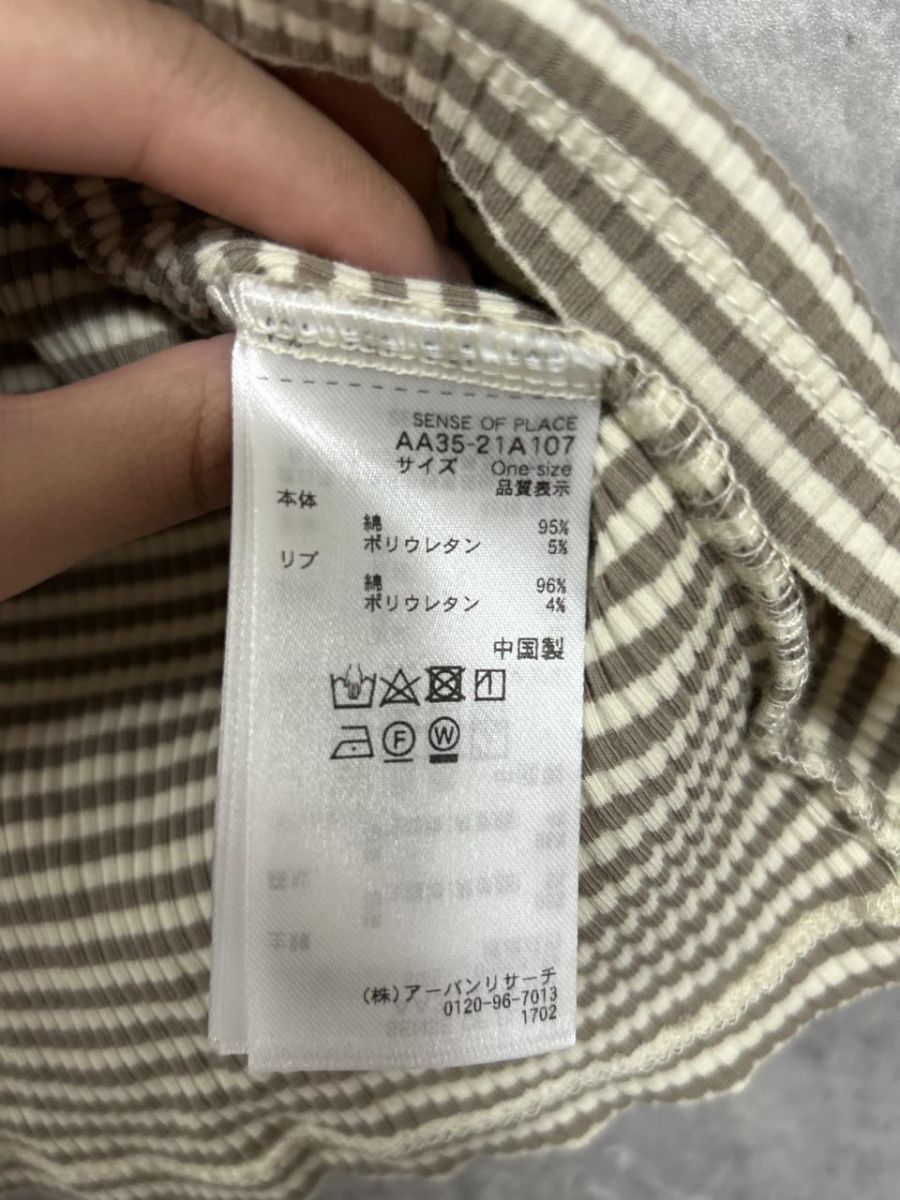 SENSE OF PLACE
AA35-21A107
サイズ One size
品質表示
本体
綿 95%
ポリウレタン 5%
リブ
綿 96%
ポリウレタン 4%
中国製
F W
(株)アーバンリサーチ
0120-96-7013
1702